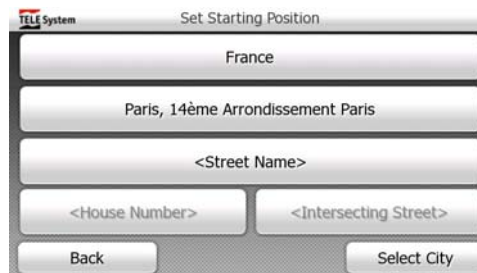 TELE System Set Starting Position
France
Paris, 14ème Arrondissement Paris
<Street Name>
<House Number> <Intersecting Street>
Back Select City